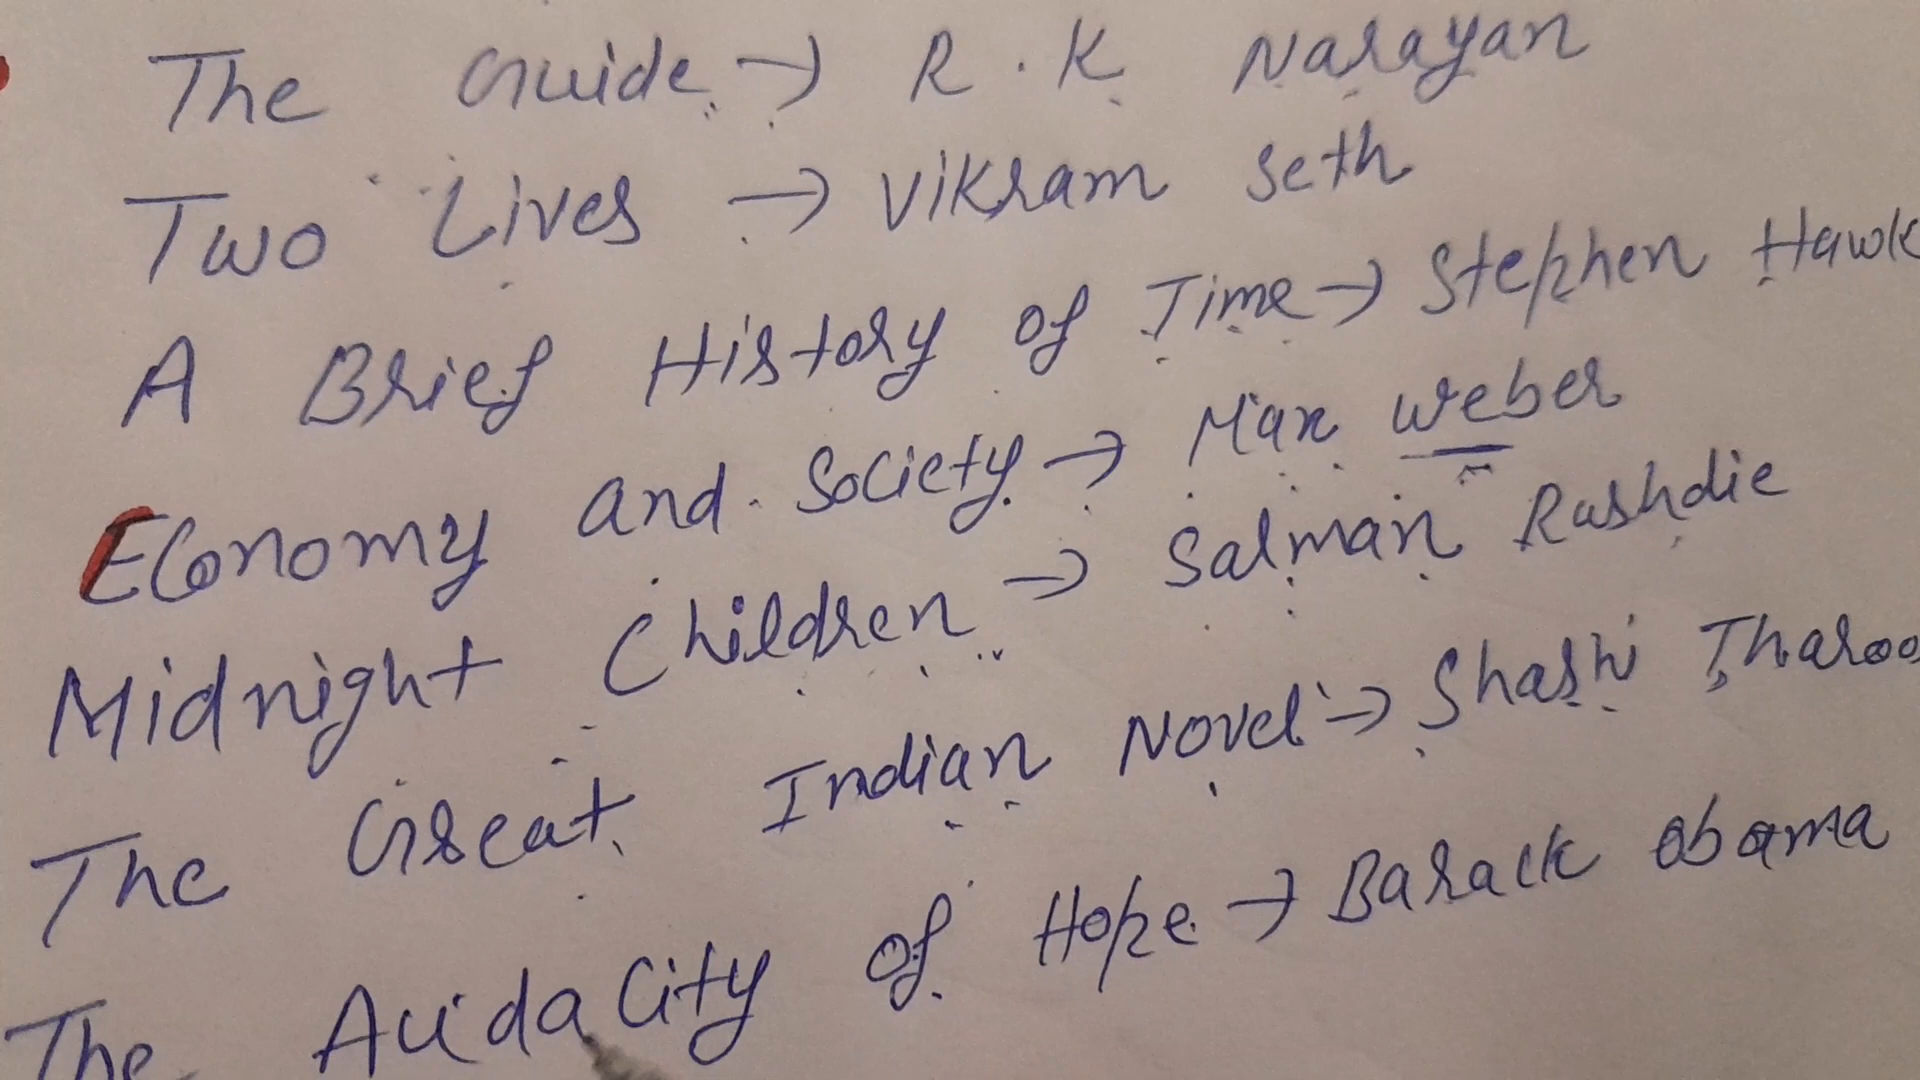 The Guide → R. K Narayan
Two Lives → Vikram Seth
A Brief History of Time → Stephen Hawk
Economy and Society → Max Weber
Midnight Children → Salman Rushdie
The Great Indian Novel → Shashi Tharoo
The Audacity of Hope → Barack Obama